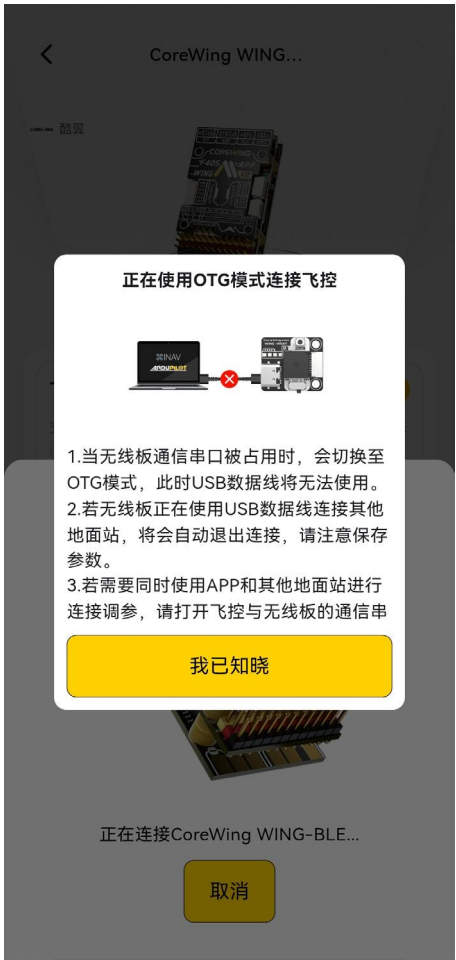 CoreWing WING...
酷翼
COREWING
F405
WING
正在使用OTG模式连接飞控
INAV
ARDUPILOT
1.当无线板通信串口被占用时，会切换至
OTG模式，此时USB数据线将无法使用。
2.若无线板正在使用USB数据线连接其他
地面站，将会自动退出连接，请注意保存
参数。
3.若需要同时使用APP和其他地面站进行
连接调参，请打开飞控与无线板的通信串
我已知晓
正在连接CoreWing WING-BLE...
取消